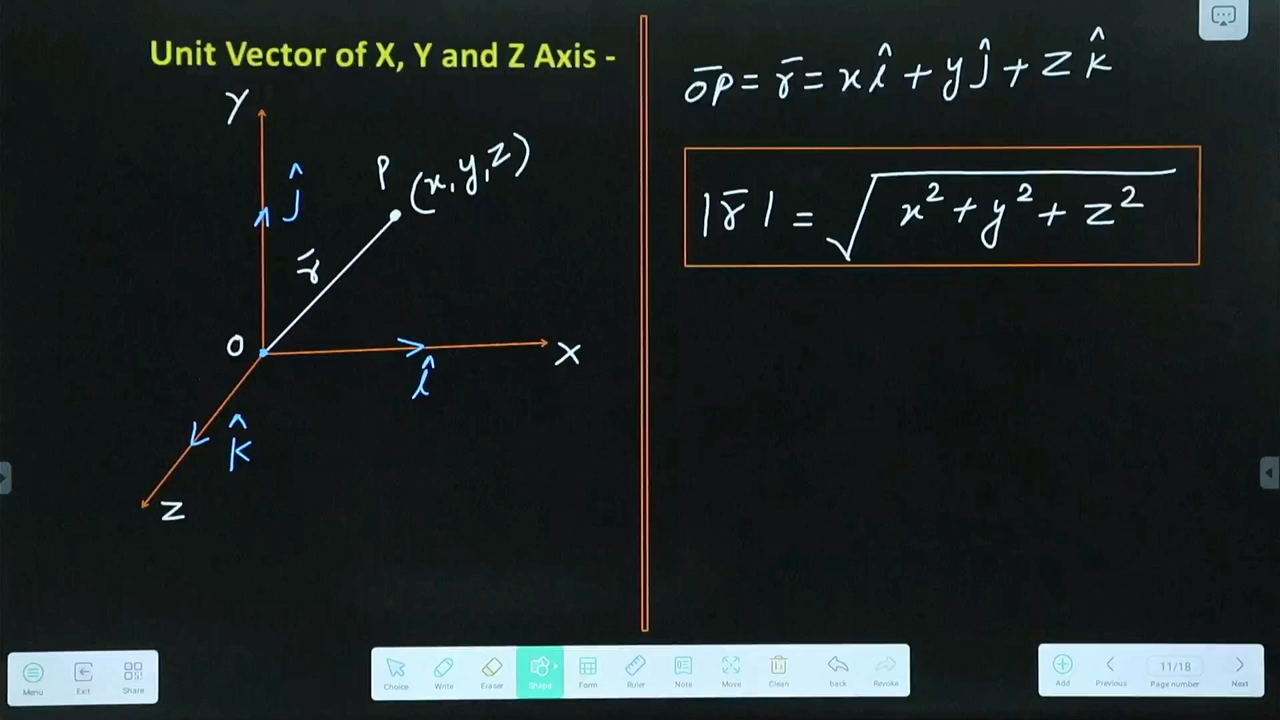 Unit Vector of X, Y and Z Axis -
Y
ĵ
P (x, y, z)
r̄
O
X
î
k̂
Z
O̅P̅ = r̄ = xî + yĵ + zk̂
|r̄| = √(x² + y² + z²)
Menu
Exit
Share
Choice
Write
Eraser
Shape
Form
Ruler
Note
Move
Clean
back
Revoke
Add
Previous
11/18
Page number
Next